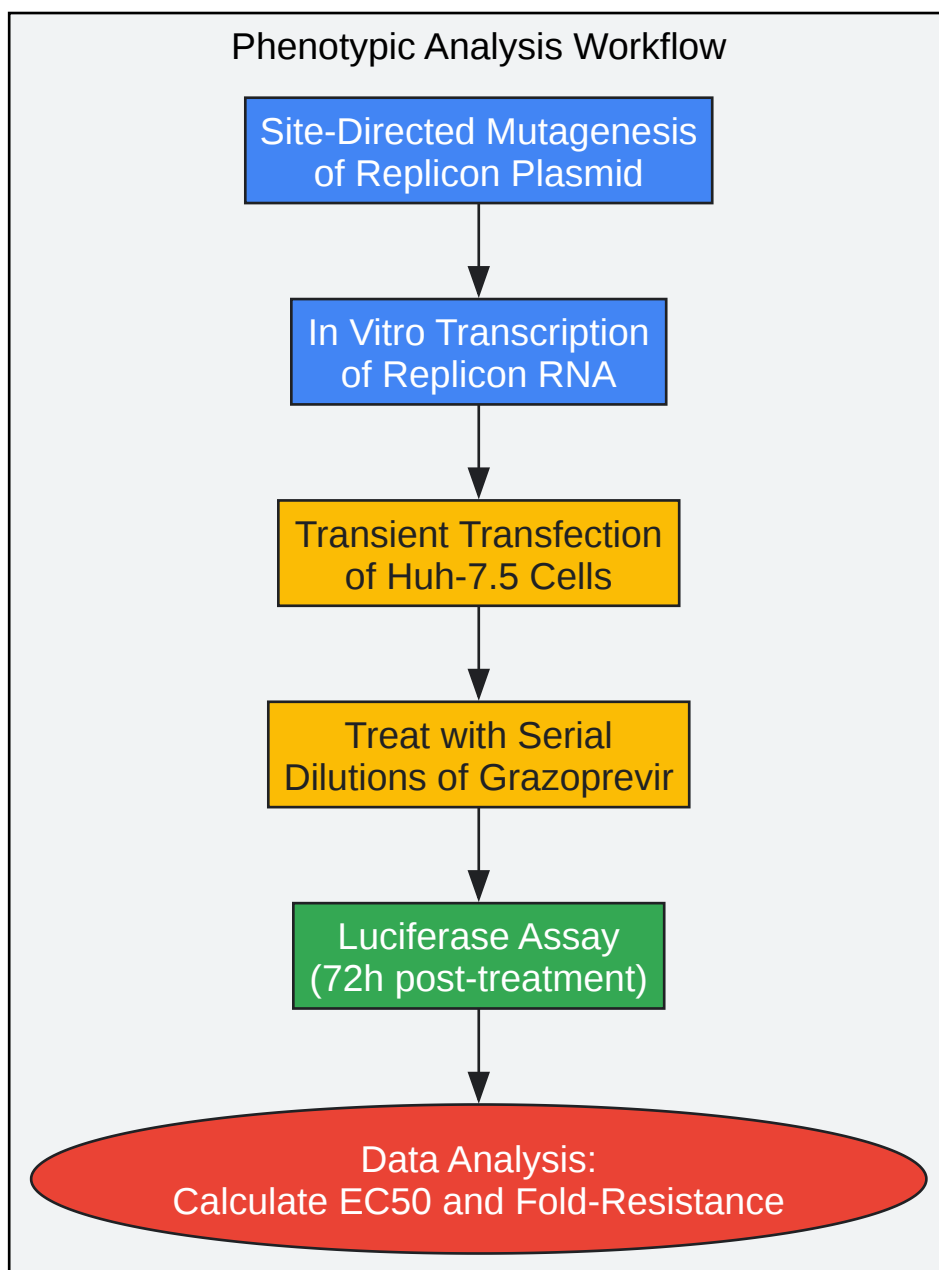 Phenotypic Analysis Workflow
Site-Directed Mutagenesis
of Replicon Plasmid
In Vitro Transcription
of Replicon RNA
Transient Transfection
of Huh-7.5 Cells
Treat with Serial
Dilutions of Grazoprevir
Luciferase Assay
(72h post-treatment)
Data Analysis:
Calculate EC50 and Fold-Resistance